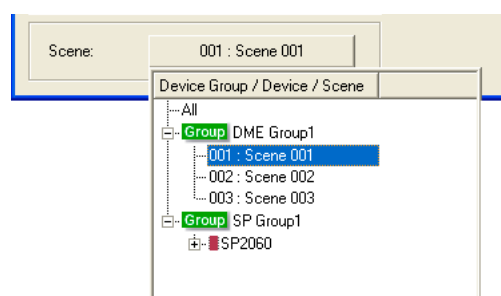 Scene: 001 : Scene 001
Device Group / Device / Scene
All
Group DME Group1
001 : Scene 001
002 : Scene 002
003 : Scene 003
Group SP Group1
SP2060